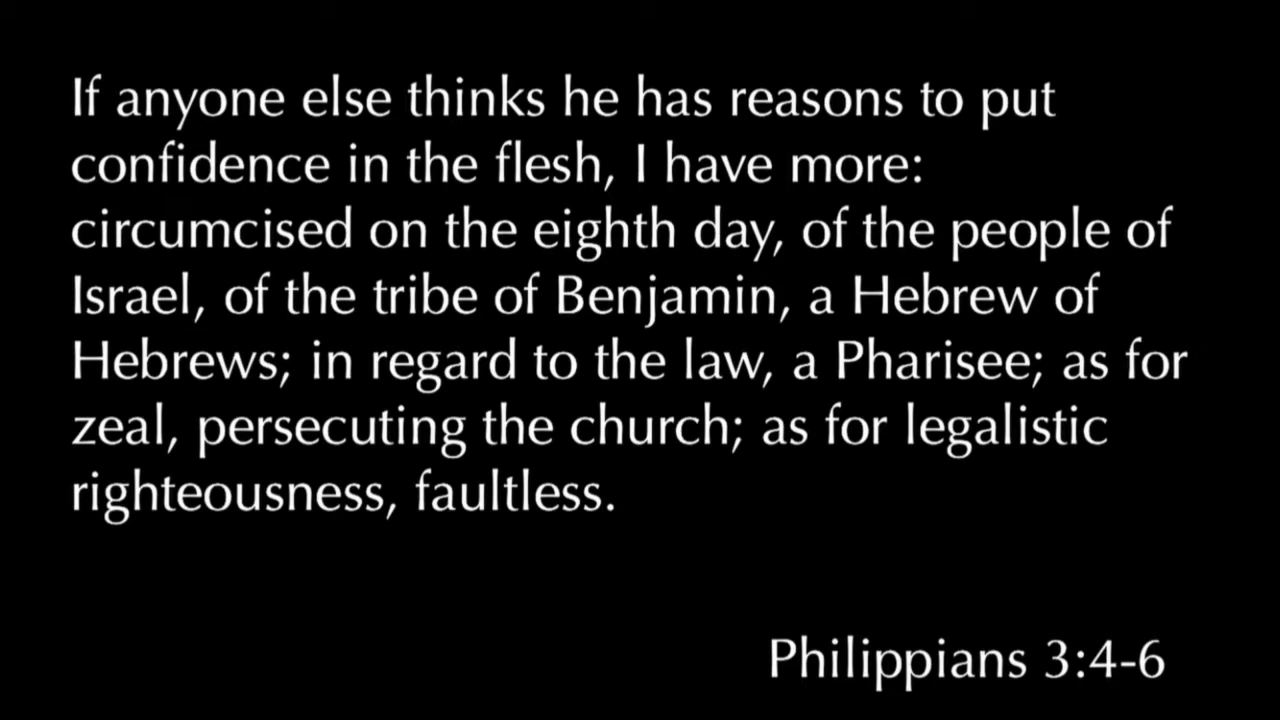 If anyone else thinks he has reasons to put
confidence in the flesh, I have more:
circumcised on the eighth day, of the people of
Israel, of the tribe of Benjamin, a Hebrew of
Hebrews; in regard to the law, a Pharisee; as for
zeal, persecuting the church; as for legalistic
righteousness, faultless.
Philippians 3:4-6